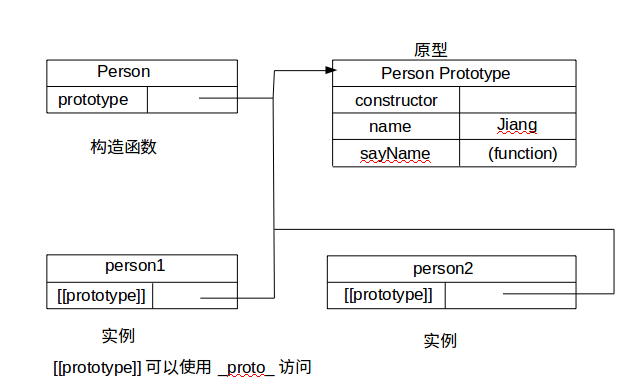 原型
Person
Person Prototype
prototype
constructor
name
Jiang
sayName
(function)
构造函数
person1
person2
[[prototype]]
[[prototype]]
实例
实例
[[prototype]] 可以使用 _proto_ 访问